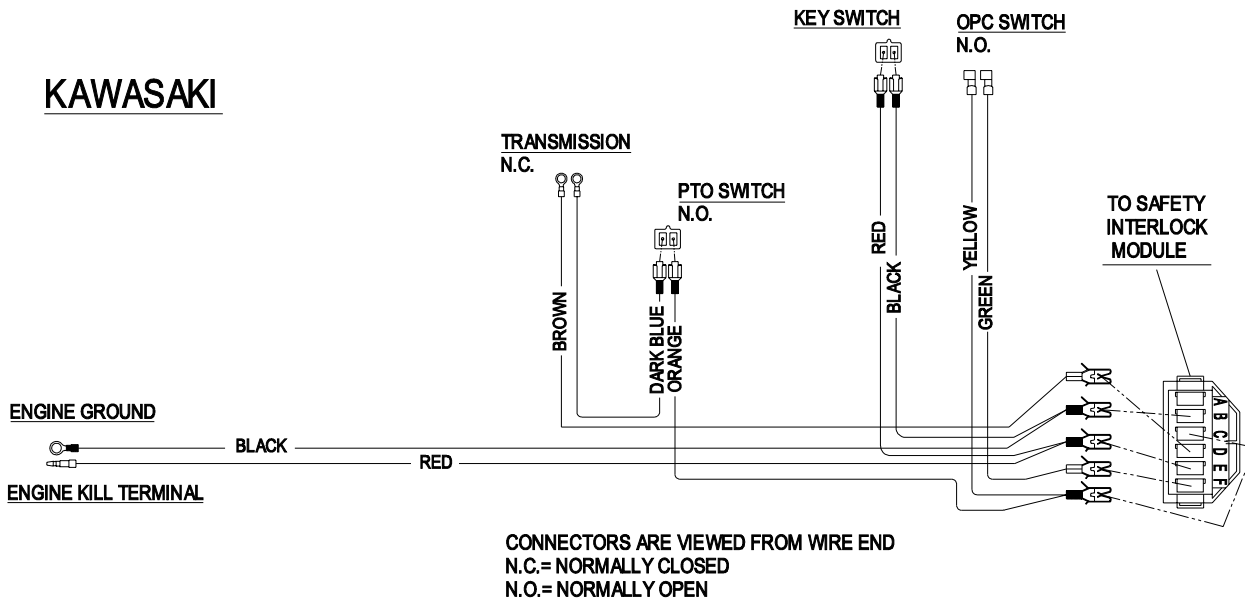 KEY SWITCH
OPC SWITCH
N.O.
KAWASAKI
TRANSMISSION
N.C.
PTO SWITCH
N.O.
TO SAFETY
INTERLOCK
MODULE
RED
BLACK
YELLOW
GREEN
BROWN
DARK BLUE
ORANGE
A
B
C
D
E
F
ENGINE GROUND
BLACK
RED
ENGINE KILL TERMINAL
CONNECTORS ARE VIEWED FROM WIRE END
N.C.= NORMALLY CLOSED
N.O.= NORMALLY OPEN